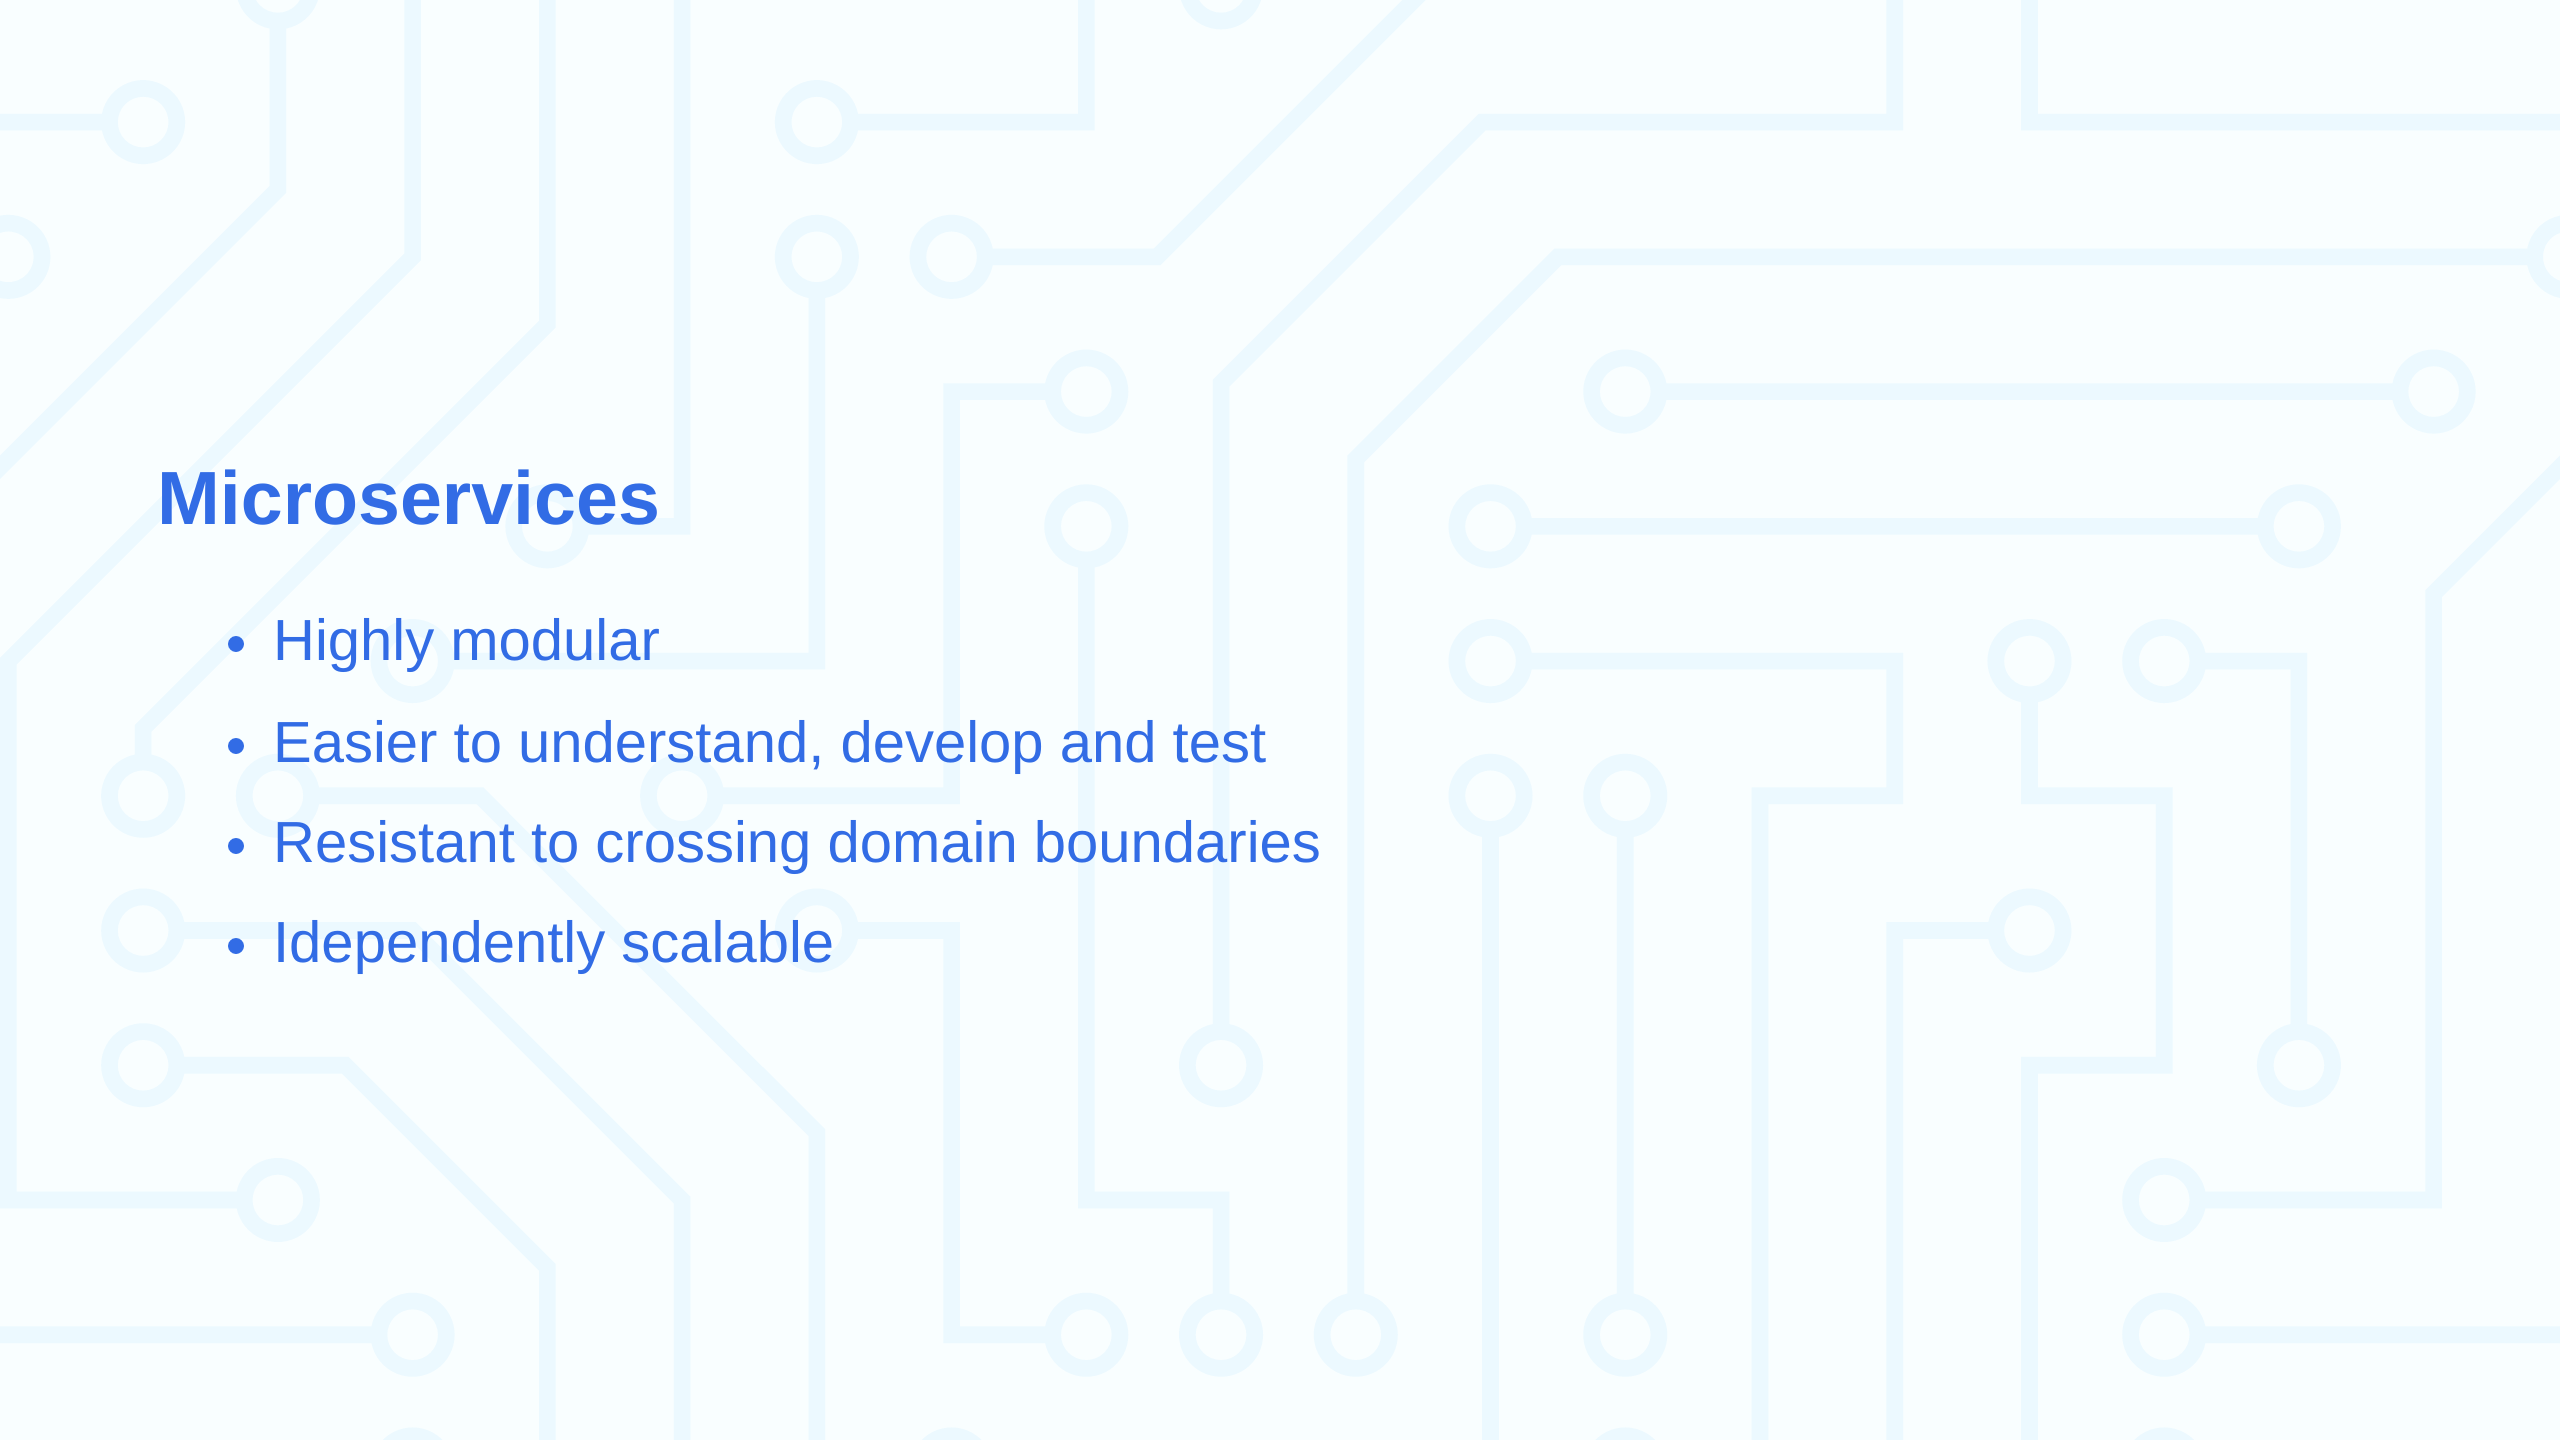 Microservices
• Highly modular
• Easier to understand, develop and test
• Resistant to crossing domain boundaries
• Idependently scalable